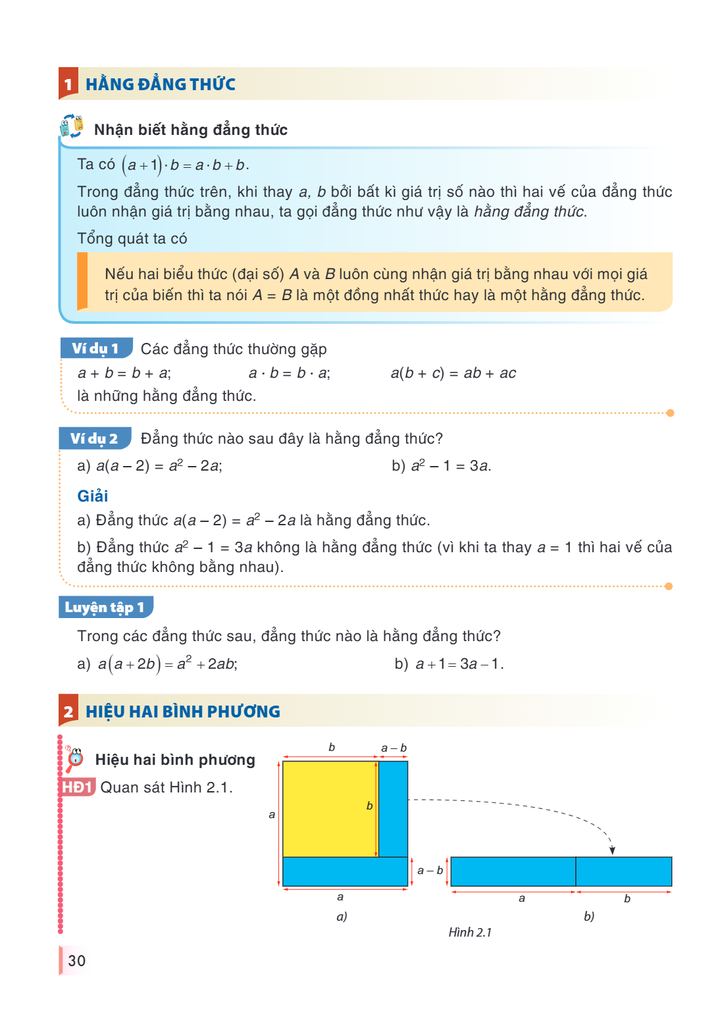 1 HẰNG ĐẲNG THỨC
Nhận biết hằng đẳng thức
Ta có (a + 1)·b = a·b + b.
Trong đẳng thức trên, khi thay a, b bởi bất kì giá trị số nào thì hai vế của đẳng thức
luôn nhận giá trị bằng nhau, ta gọi đẳng thức như vậy là hằng đẳng thức.
Tổng quát ta có
Nếu hai biểu thức (đại số) A và B luôn cùng nhận giá trị bằng nhau với mọi giá
trị của biến thì ta nói A = B là một đồng nhất thức hay là một hằng đẳng thức.
Ví dụ 1 Các đẳng thức thường gặp
a + b = b + a; a · b = b · a; a(b + c) = ab + ac
là những hằng đẳng thức.
Ví dụ 2 Đẳng thức nào sau đây là hằng đẳng thức?
a) a(a – 2) = a² – 2a; b) a² – 1 = 3a.
Giải
a) Đẳng thức a(a – 2) = a² – 2a là hằng đẳng thức.
b) Đẳng thức a² – 1 = 3a không là hằng đẳng thức (vì khi ta thay a = 1 thì hai vế của
đẳng thức không bằng nhau).
Luyện tập 1
Trong các đẳng thức sau, đẳng thức nào là hằng đẳng thức?
a) a(a + 2b) = a² + 2ab; b) a + 1 = 3a – 1.
2 HIỆU HAI BÌNH PHƯƠNG
Hiệu hai bình phương
HĐ1 Quan sát Hình 2.1.
b a – b
a
b
a – b
a
a b
a) b)
Hình 2.1
30